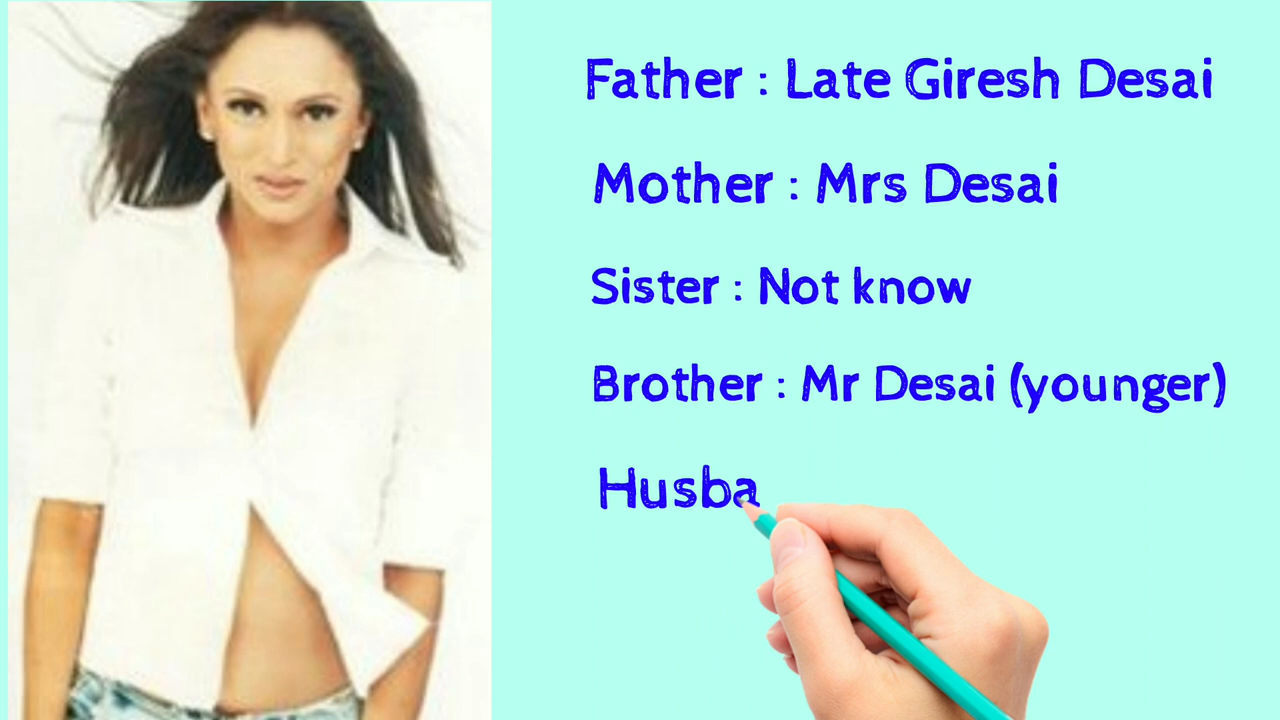 Father : Late Giresh Desai
Mother : Mrs Desai
Sister : Not know
Brother : Mr Desai (younger)
Husba